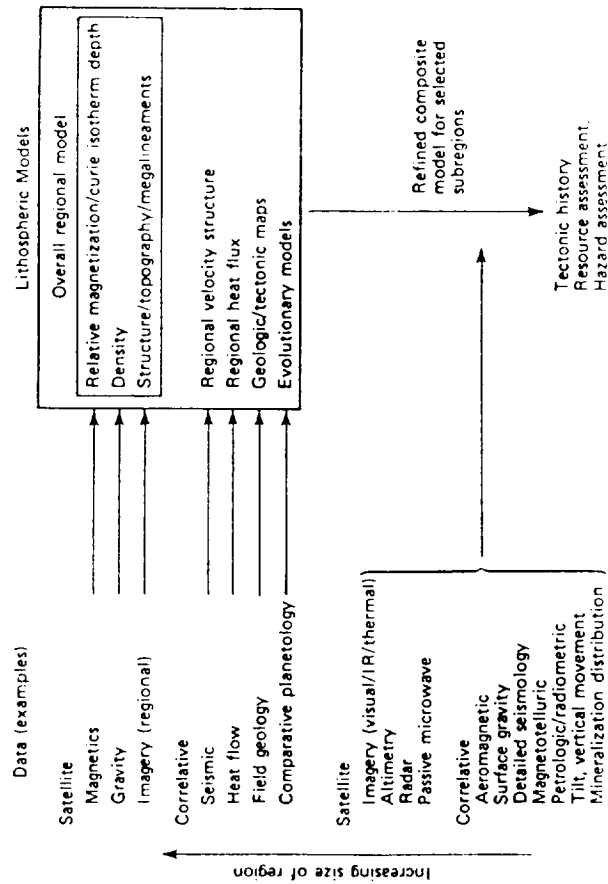 Data (examples)
Lithospheric Models
Satellite
Magnetics
Gravity
Imagery (regional)
Correlative
Seismic
Heat flow
Field geology
Comparative planetology
Overall regional model
Relative magnetization/curie isotherm depth
Density
Structure/topography/megalineaments
Regional velocity structure
Regional heat flux
Geologic/tectonic maps
Evolutionary models
Satellite
Imagery (visual/IR/thermal)
Altimetry
Radar
Passive microwave
Correlative
Aeromagnetic
Surface gravity
Detailed seismology
Magnetotelluric
Petrologic/radiometric
Tilt, vertical movement
Mineralization distribution
Refined composite
model for selected
subregions
Tectonic history
Resource assessment,
Hazard assessment
Increasing size of region